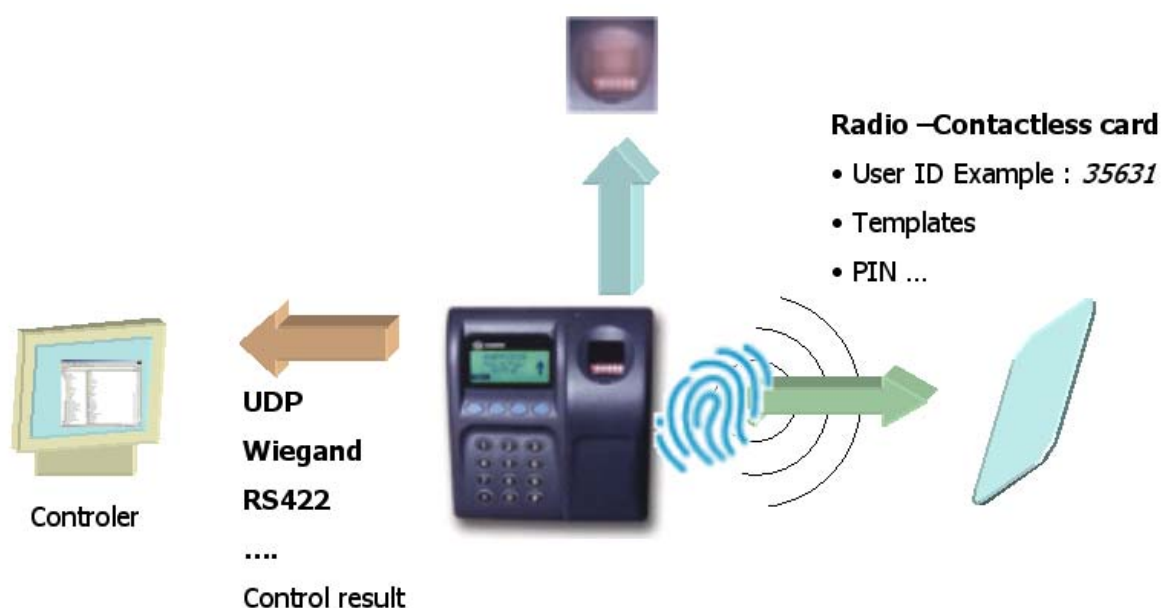 Radio –Contactless card
• User ID Example : 35631
• Templates
• PIN ...
UDP
Wiegand
RS422
....
Control result
Controler